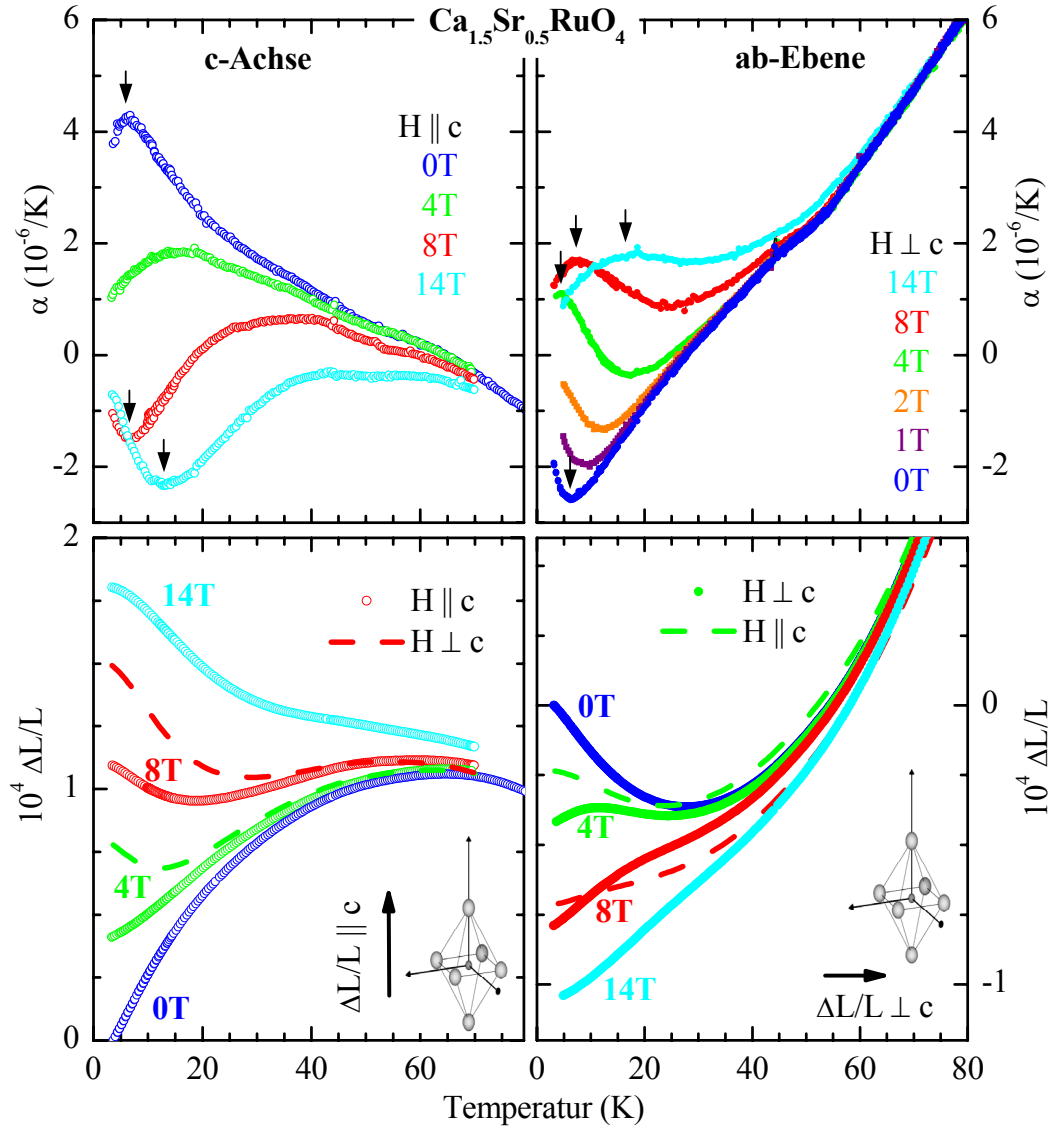 Ca1.5Sr0.5RuO4
c-Achse
ab-Ebene
H ∥ c
0T
4T
8T
14T
H ⊥ c
14T
8T
4T
2T
1T
0T
α (10⁻⁶/K)
6
4
2
0
-2
α (10⁻⁶/K)
6
4
2
0
-2
14T
8T
4T
0T
H ∥ c
H ⊥ c
ΔL/L ∥ c
0T
4T
8T
14T
H ⊥ c
H ∥ c
ΔL/L ⊥ c
10⁴ ΔL/L
2
1
0
10⁴ ΔL/L
0
-1
0 20 40 60
0 20 40 60 80
Temperatur (K)